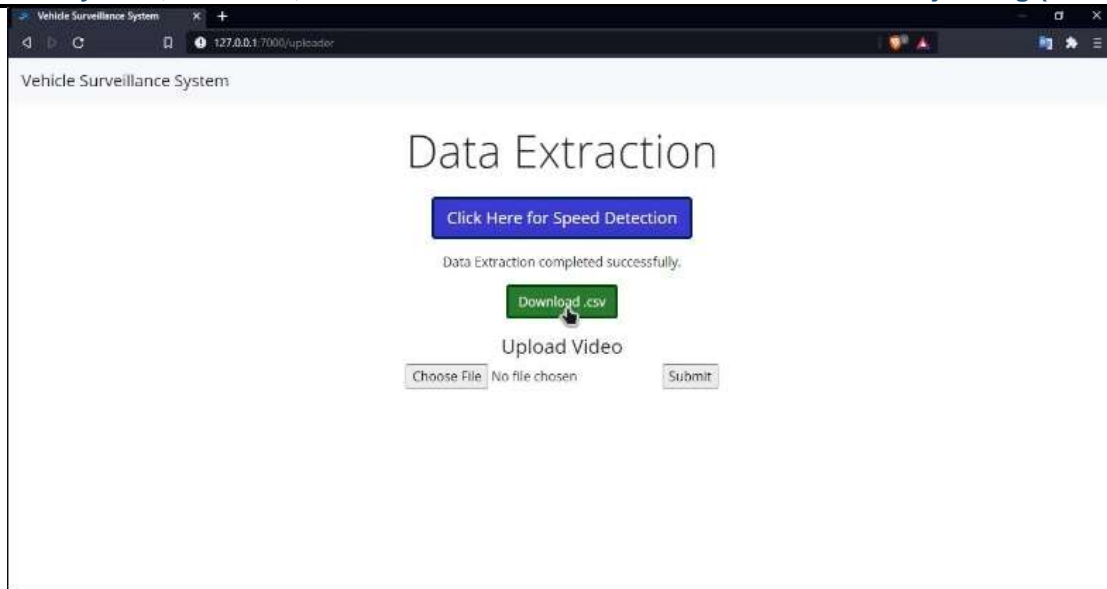 Vehicle Surveillance System
127.0.0.1:7000/uploader
Vehicle Surveillance System
Data Extraction
Click Here for Speed Detection
Data Extraction completed successfully.
Download .csv
Upload Video
Choose File No file chosen Submit